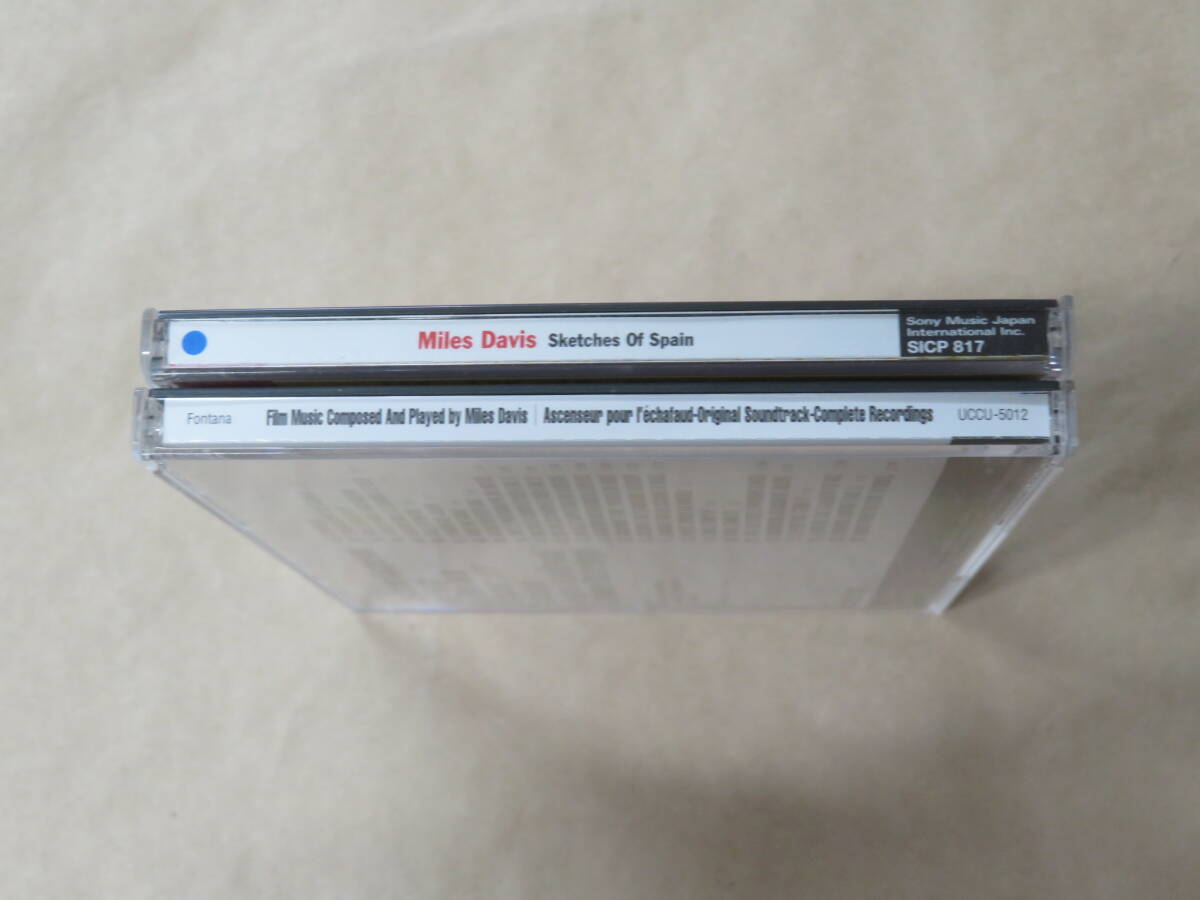 Miles Davis Sketches Of Spain
Sony Music Japan
International Inc.
SICP 817
Fontana Film Music Composed And Played by Miles Davis | Ascenseur pour l'échafaud-Original Soundtrack-Complete Recordings UCCU-5012